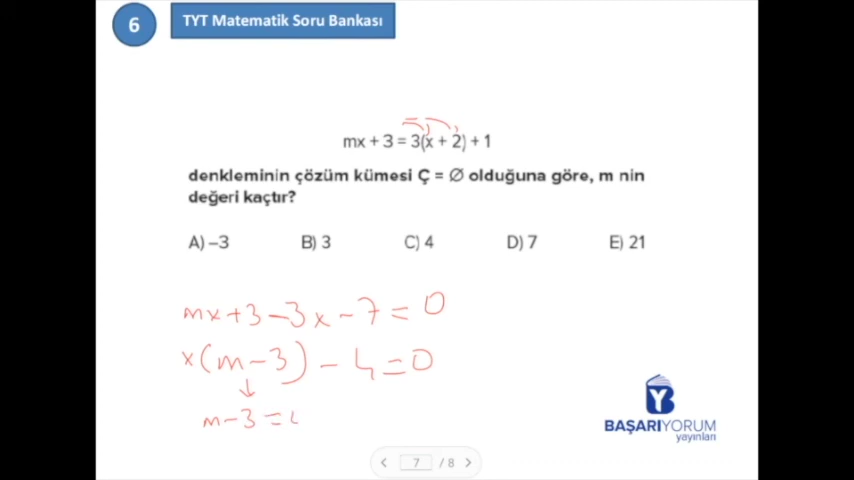 6
TYT Matematik Soru Bankası
mx + 3 = 3(x + 2) + 1
denkleminin çözüm kümesi Ç = Ø olduğuna göre, m nin
değeri kaçtır?
A) –3 B) 3 C) 4 D) 7 E) 21
mx + 3 – 3x – 7 = 0
x(m – 3) – 4 = 0
m – 3 =
BAŞARIYORUM
yayınları
7 / 8